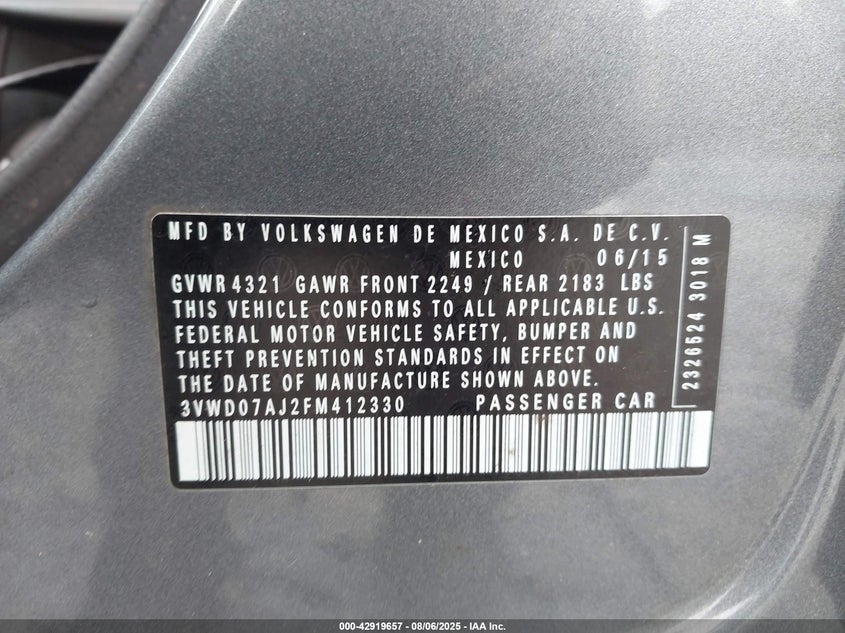 MFD BY VOLKSWAGEN DE MEXICO S.A. DE C.V.
MEXICO 06/15
GVWR 4321 GAWR FRONT 2249 / REAR 2183 LBS
THIS VEHICLE CONFORMS TO ALL APPLICABLE U.S.
FEDERAL MOTOR VEHICLE SAFETY, BUMPER AND
THEFT PREVENTION STANDARDS IN EFFECT ON
THE DATE OF MANUFACTURE SHOWN ABOVE.
3VWD07AJ2FM412330 PASSENGER CAR
2326524 3018 M
000-42919657 - 08/06/2025 - IAA Inc.